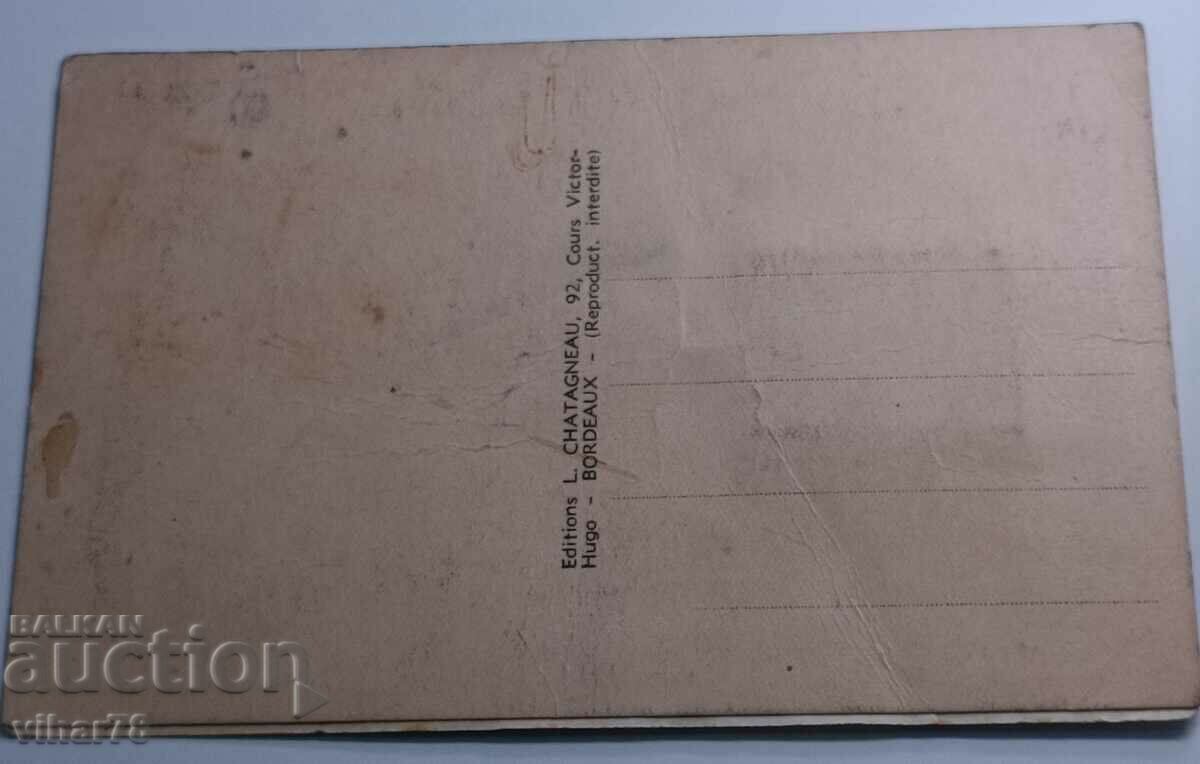 Editions L. CHATAGNEAU, 92, Cours Victor-
Hugo - BORDEAUX - (Reproduct. interdite)
BALKAN
auction
vihar78